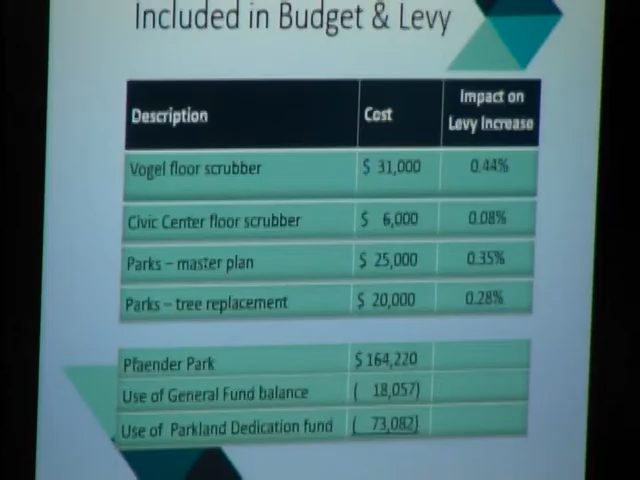 Included in Budget & Levy
Description Cost Impact on Levy Increase
Vogel floor scrubber $ 31,000 0.44%
Civic Center floor scrubber $ 6,000 0.08%
Parks – master plan $ 25,000 0.35%
Parks – tree replacement $ 20,000 0.28%
Pfaender Park $ 164,220
Use of General Fund balance ( 18,057)
Use of Parkland Dedication fund ( 73,082)